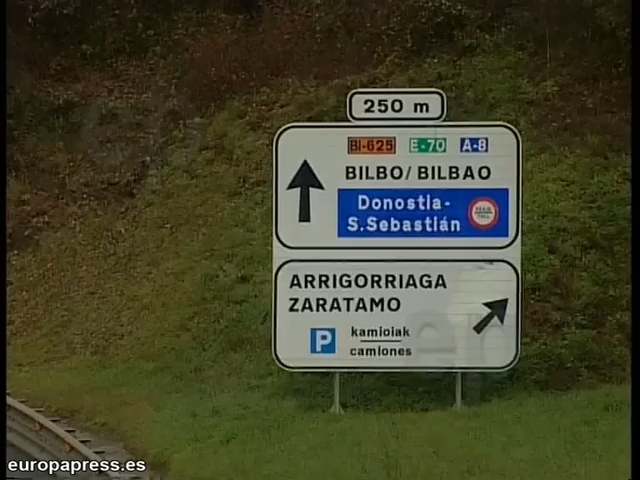 250 m
BI-625 E-70 A-8
BILBO/ BILBAO
Donostia-
S.Sebastián
ARRIGORRIAGA
ZARATAMO
P
kamioiak
camiones
europapress.es